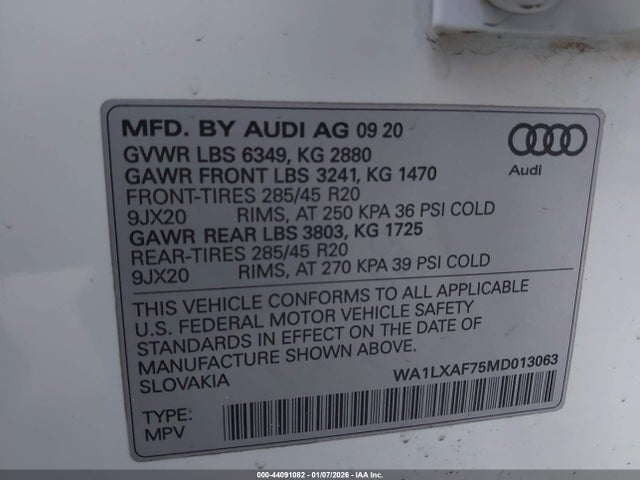 MFD. BY AUDI AG 09 20
GVWR LBS 6349, KG 2880
GAWR FRONT LBS 3241, KG 1470
FRONT-TIRES 285/45 R20
9JX20 RIMS, AT 250 KPA 36 PSI COLD
GAWR REAR LBS 3803, KG 1725
REAR-TIRES 285/45 R20
9JX20 RIMS, AT 270 KPA 39 PSI COLD
Audi
THIS VEHICLE CONFORMS TO ALL APPLICABLE
U.S. FEDERAL MOTOR VEHICLE SAFETY
STANDARDS IN EFFECT ON THE DATE OF
MANUFACTURE SHOWN ABOVE.
SLOVAKIA
WA1LXAF75MD013063
TYPE:
MPV
000-44091082 - 01/07/2026 - IAA Inc.